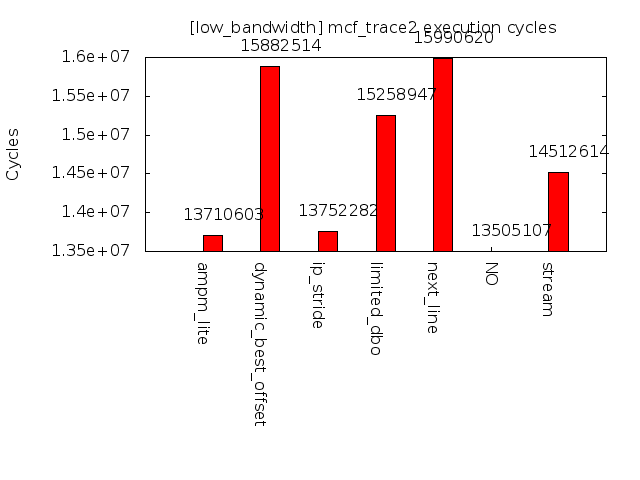 [low_bandwidth] mcf_trace2 execution cycles
Cycles
1.6e+07
1.55e+07
1.5e+07
1.45e+07
1.4e+07
1.35e+07
13710603
15882514
13752282
15258947
15990620
13505107
14512614
ampm_lite
dynamic_best_offset
ip_stride
limited_dbo
next_line
NO
stream